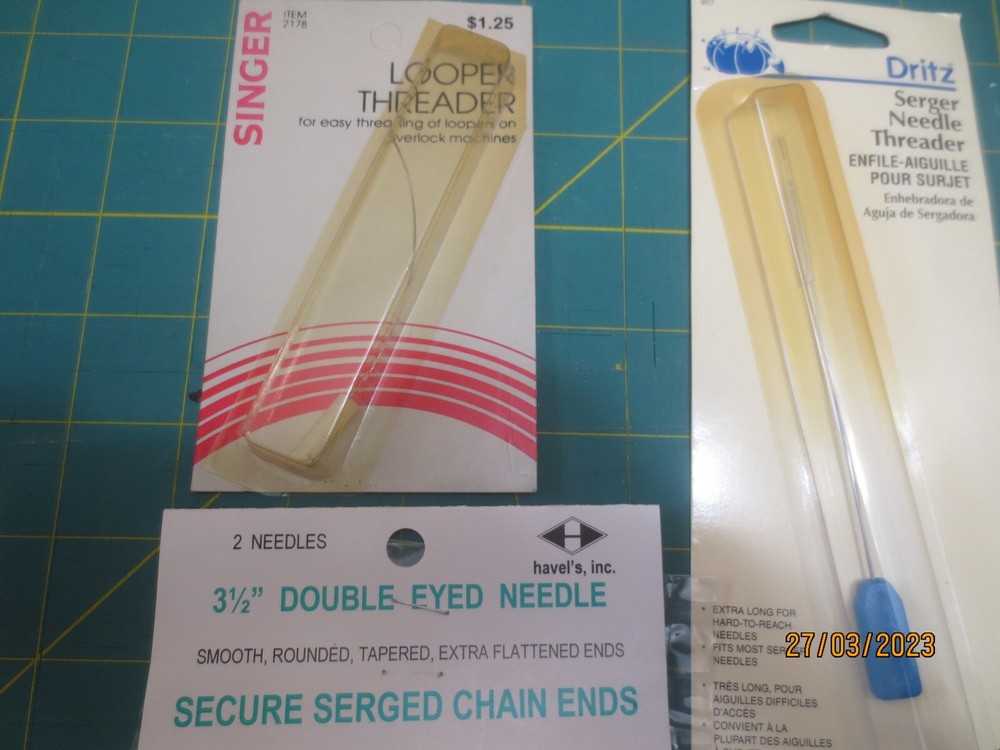 SINGER
ITEM
2178
$1.25
LOOPER
THREADER
for easy threading of loopers on
overlock machines
907
Dritz
Serger
Needle
Threader
ENFILE-AIGUILLE
POUR SURJET
Enhebradora de
Aguja de Sergadora
• EXTRA LONG FOR
HARD-TO-REACH
NEEDLES
• FITS MOST SERGER
NEEDLES
• TRÈS LONG, POUR
AIGUILLES DIFFICILES
D'ACCÈS
• CONVIENT À LA
PLUPART DES AIGUILLES
2 NEEDLES
havel's, inc.
3½" DOUBLE EYED NEEDLE
SMOOTH, ROUNDED, TAPERED, EXTRA FLATTENED ENDS
SECURE SERGED CHAIN ENDS
27/03/2023